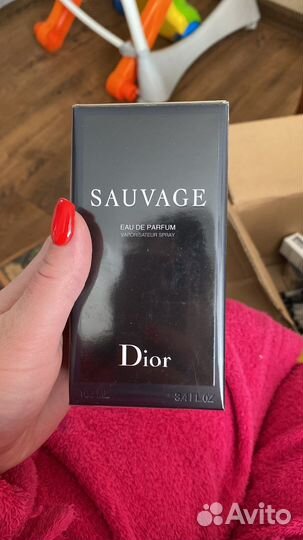 SAUVAGE
EAU DE PARFUM
VAPORISATEUR SPRAY
Dior
3.4 FL.OZ
Avito